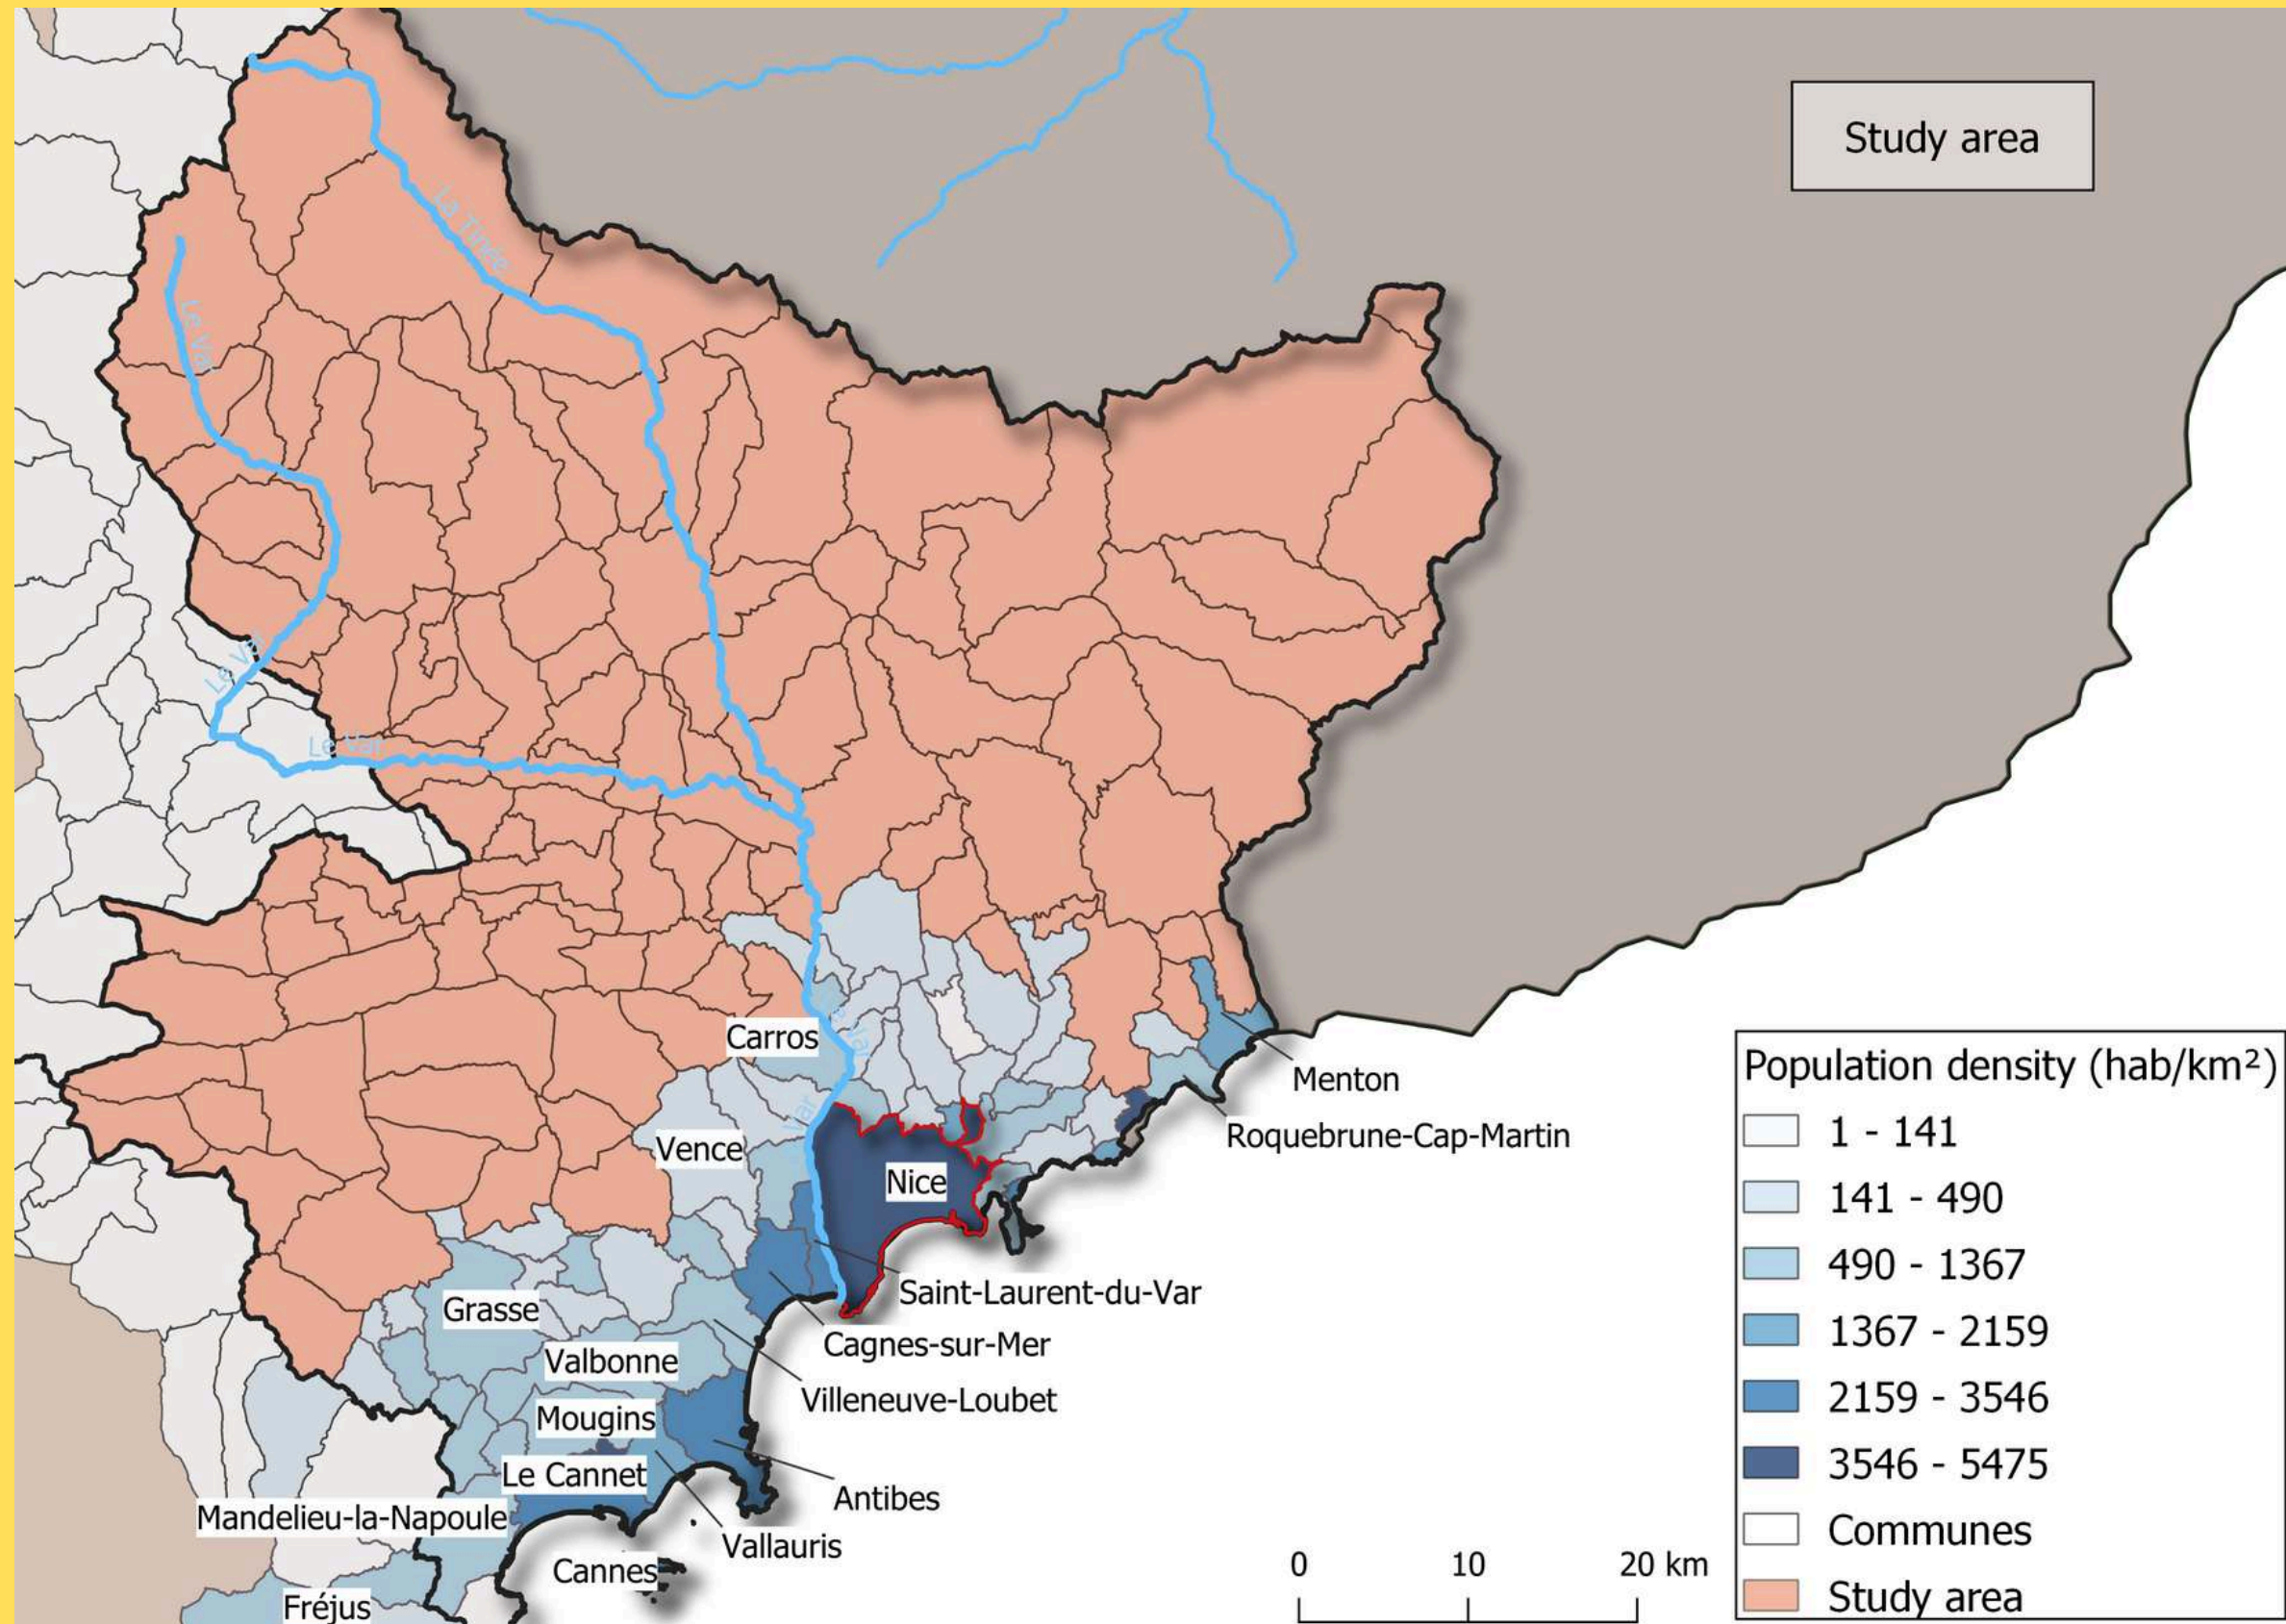 Study area
La Tinée
Le Var
Le Var
Carros
Menton
Roquebrune-Cap-Martin
Vence
Nice
Saint-Laurent-du-Var
Grasse
Cagnes-sur-Mer
Valbonne
Villeneuve-Loubet
Mougins
Le Cannet
Antibes
Mandelieu-la-Napoule
Vallauris
Cannes
Fréjus
0 10 20 km
Population density (hab/km²)
1 - 141
141 - 490
490 - 1367
1367 - 2159
2159 - 3546
3546 - 5475
Communes
Study area